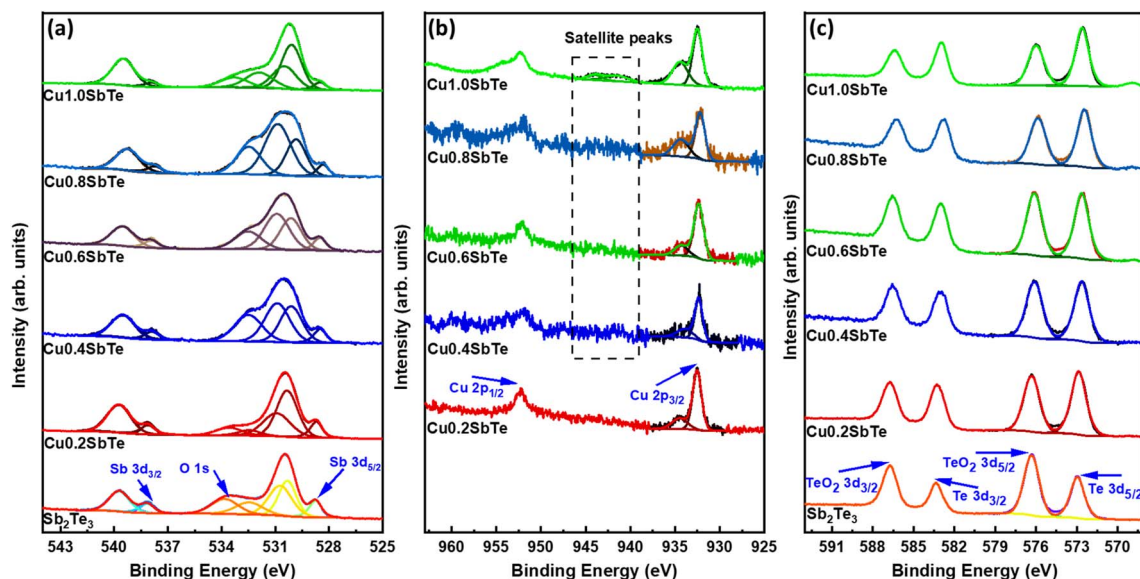 (a)
Cu1.0SbTe
Cu0.8SbTe
Cu0.6SbTe
Cu0.4SbTe
Cu0.2SbTe
Sb 3d3/2
O 1s
Sb 3d5/2
Sb2Te3
543 540 537 534 531 528 525
Binding Energy (eV)
Intensity (arb. units)
(b)
Satellite peaks
Cu1.0SbTe
Cu0.8SbTe
Cu0.6SbTe
Cu0.4SbTe
Cu 2p1/2
Cu 2p3/2
Cu0.2SbTe
960 955 950 945 940 935 930 925
Binding Energy (eV)
Intensity (arb. units)
(c)
Cu1.0SbTe
Cu0.8SbTe
Cu0.6SbTe
Cu0.4SbTe
Cu0.2SbTe
TeO2 3d5/2
TeO2 3d3/2
Te 3d3/2
Te 3d5/2
Sb2Te3
591 588 585 582 579 576 573 570
Binding Energy (eV)
Intensity (arb. units)